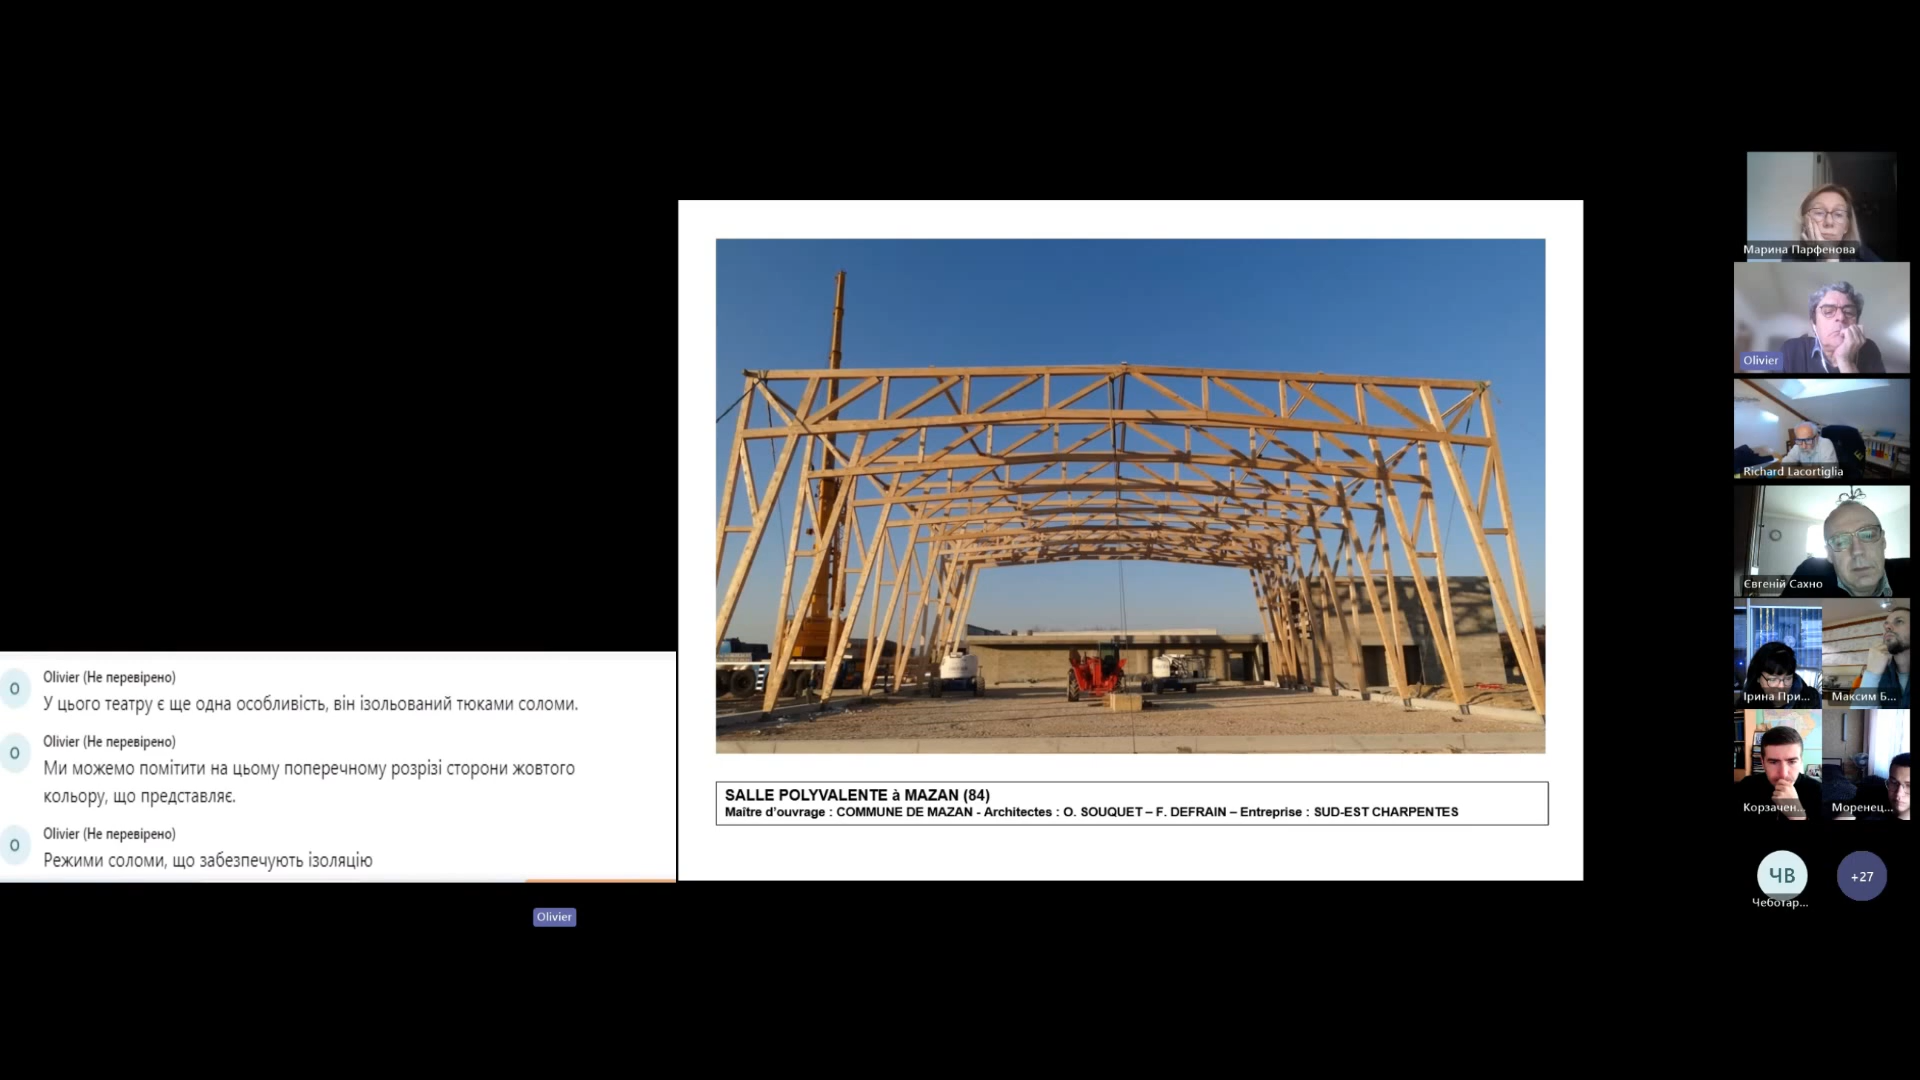 Olivier (Не перевірено)
O
У цього театру є ще одна особливість, він ізольований тюками соломи.
Olivier (Не перевірено)
O
Ми можемо помітити на цьому поперечному розрізі сторони жовтого
кольору, що представляє.
Olivier (Не перевірено)
O
Режими соломи, що забезпечують ізоляцію
Olivier
SALLE POLYVALENTE à MAZAN (84)
Maître d'ouvrage : COMMUNE DE MAZAN - Architectes : O. SOUQUET – F. DEFRAIN – Entreprise : SUD-EST CHARPENTES
Марина Парфенова
Olivier
Richard Lacortiglia
Євгеній Сахно
Ірина При...
Максим Б...
Корзачен...
Моренец...
ЧВ
Чеботар...
+27